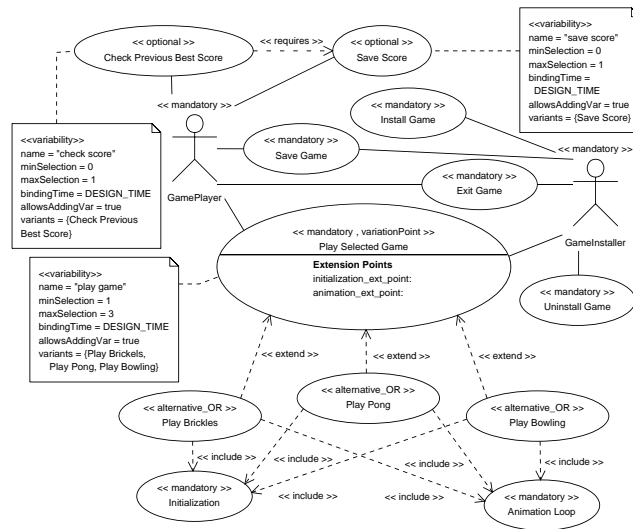 << optional >>
Check Previous Best Score
<< requires >>
<< optional >>
Save Score
<<variability>>
name = "save score"
minSelection = 0
maxSelection = 1
bindingTime =
DESIGN_TIME
allowsAddingVar = true
variants = {Save Score}
<< mandatory >>
GamePlayer
<< mandatory >>
Install Game
<< mandatory >>
GameInstaller
<<variability>>
name = "check score"
minSelection = 0
maxSelection = 1
bindingTime = DESIGN_TIME
allowsAddingVar = true
variants = {Check Previous
Best Score}
<< mandatory >>
Save Game
<< mandatory >>
Exit Game
<< mandatory , variationPoint >>
Play Selected Game
Extension Points
initialization_ext_point:
animation_ext_point:
<< mandatory >>
Uninstall Game
<<variability>>
name = "play game"
minSelection = 1
maxSelection = 3
bindingTime = DESIGN_TIME
allowsAddingVar = true
variants = {Play Brickels,
Play Pong, Play Bowling}
<< extend >>
<< extend >>
<< extend >>
<< alternative_OR >>
Play Brickles
<< alternative_OR >>
Play Pong
<< alternative_OR >>
Play Bowling
<< include >>
<< include >>
<< include >>
<< include >>
<< include >>
<< include >>
<< mandatory >>
Initialization
<< mandatory >>
Animation Loop